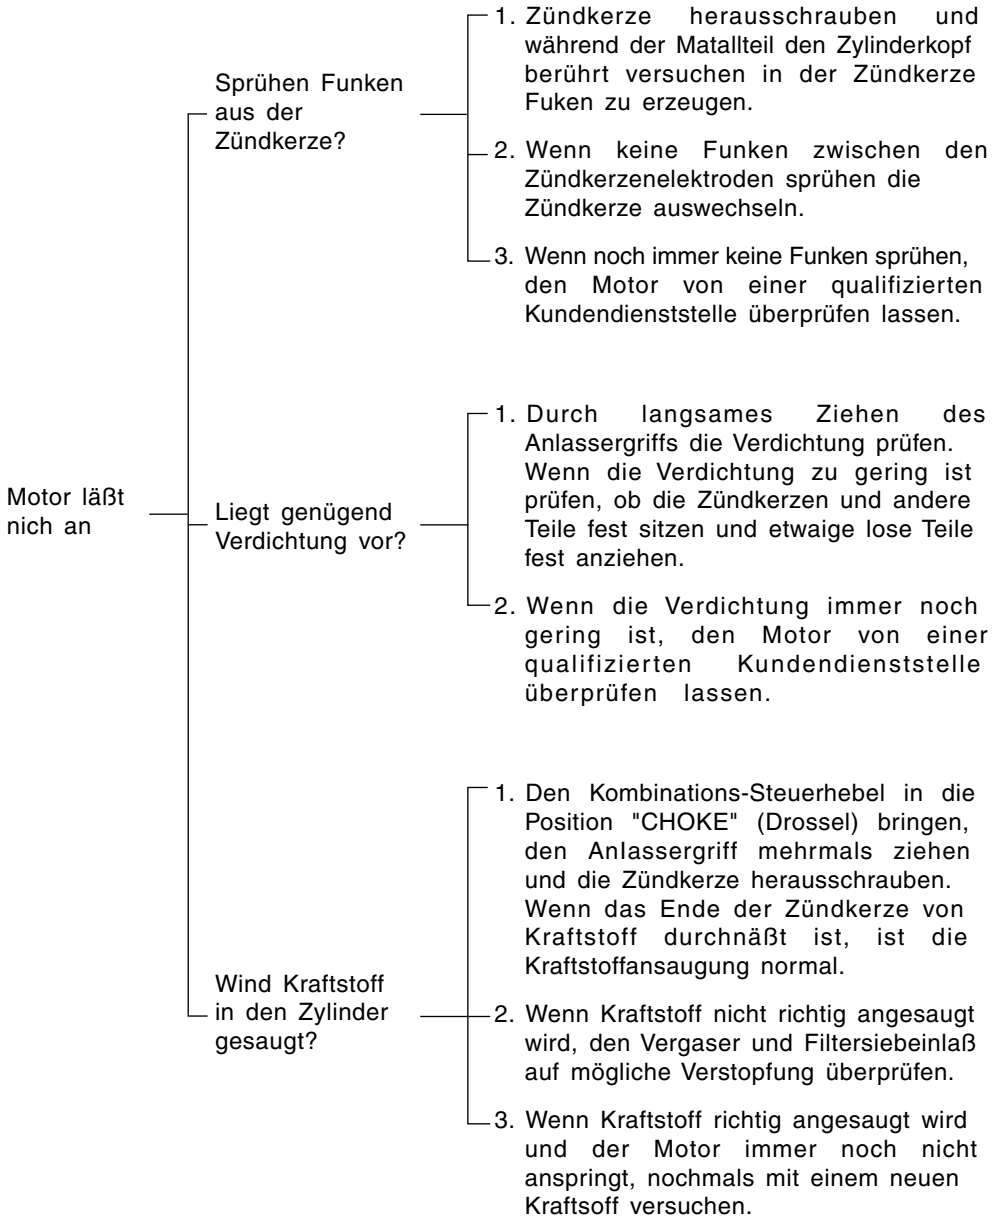 Motor läßt
nich an
Sprühen Funken
aus der
Zündkerze?
1. Zündkerze herausschrauben und
während der Matallteil den Zylinderkopf
berührt versuchen in der Zündkerze
Fuken zu erzeugen.
2. Wenn keine Funken zwischen den
Zündkerzenelektroden sprühen die
Zündkerze auswechseln.
3. Wenn noch immer keine Funken sprühen,
den Motor von einer qualifizierten
Kundendienststelle überprüfen lassen.
Liegt genügend
Verdichtung vor?
1. Durch langsames Ziehen des
Anlassergriffs die Verdichtung prüfen.
Wenn die Verdichtung zu gering ist
prüfen, ob die Zündkerzen und andere
Teile fest sitzen und etwaige lose Teile
fest anziehen.
2. Wenn die Verdichtung immer noch
gering ist, den Motor von einer
qualifizierten Kundendienststelle
überprüfen lassen.
Wind Kraftstoff
in den Zylinder
gesaugt?
1. Den Kombinations-Steuerhebel in die
Position "CHOKE" (Drossel) bringen,
den Anlassergriff mehrmals ziehen
und die Zündkerze herausschrauben.
Wenn das Ende der Zündkerze von
Kraftstoff durchnäßt ist, ist die
Kraftstoffansaugung normal.
2. Wenn Kraftstoff nicht richtig angesaugt
wird, den Vergaser und Filtersiebeinlaß
auf mögliche Verstopfung überprüfen.
3. Wenn Kraftstoff richtig angesaugt wird
und der Motor immer noch nicht
anspringt, nochmals mit einem neuen
Kraftsoff versuchen.